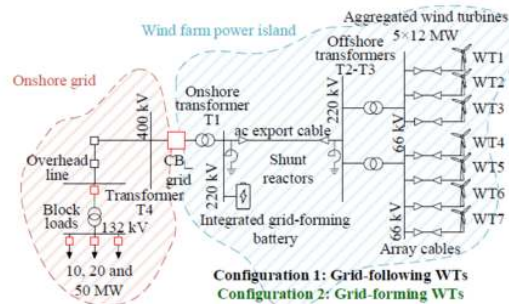 Aggregated wind turbines
5×12 MW
Wind farm power island
Offshore
transformers
T2-T3
WT1
WT2
WT3
WT4
WT5
WT6
WT7
Onshore grid
Onshore
transformer
T1
220 kV
66 kV
400 kV
ac export cable
CB
grid
Overhead
line
Shunt
reactors
Transformer
T4
220 kV
Block
loads
132 kV
Integrated grid-forming
battery
66 kV
Array cables
10, 20 and
50 MW
Configuration 1: Grid-following WTs
Configuration 2: Grid-forming WTs